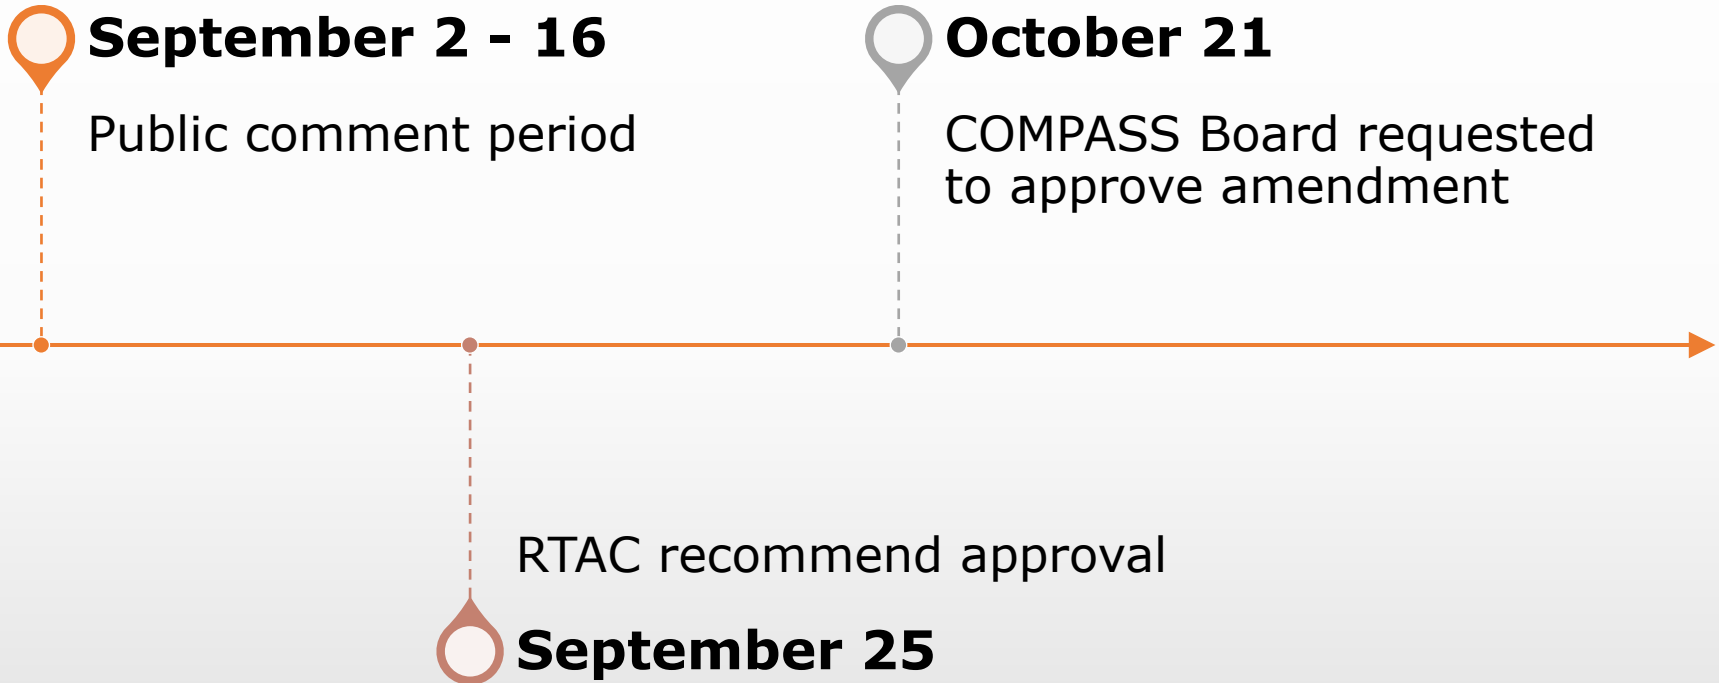 September 2 - 16
Public comment period
October 21
COMPASS Board requested
to approve amendment
RTAC recommend approval
September 25